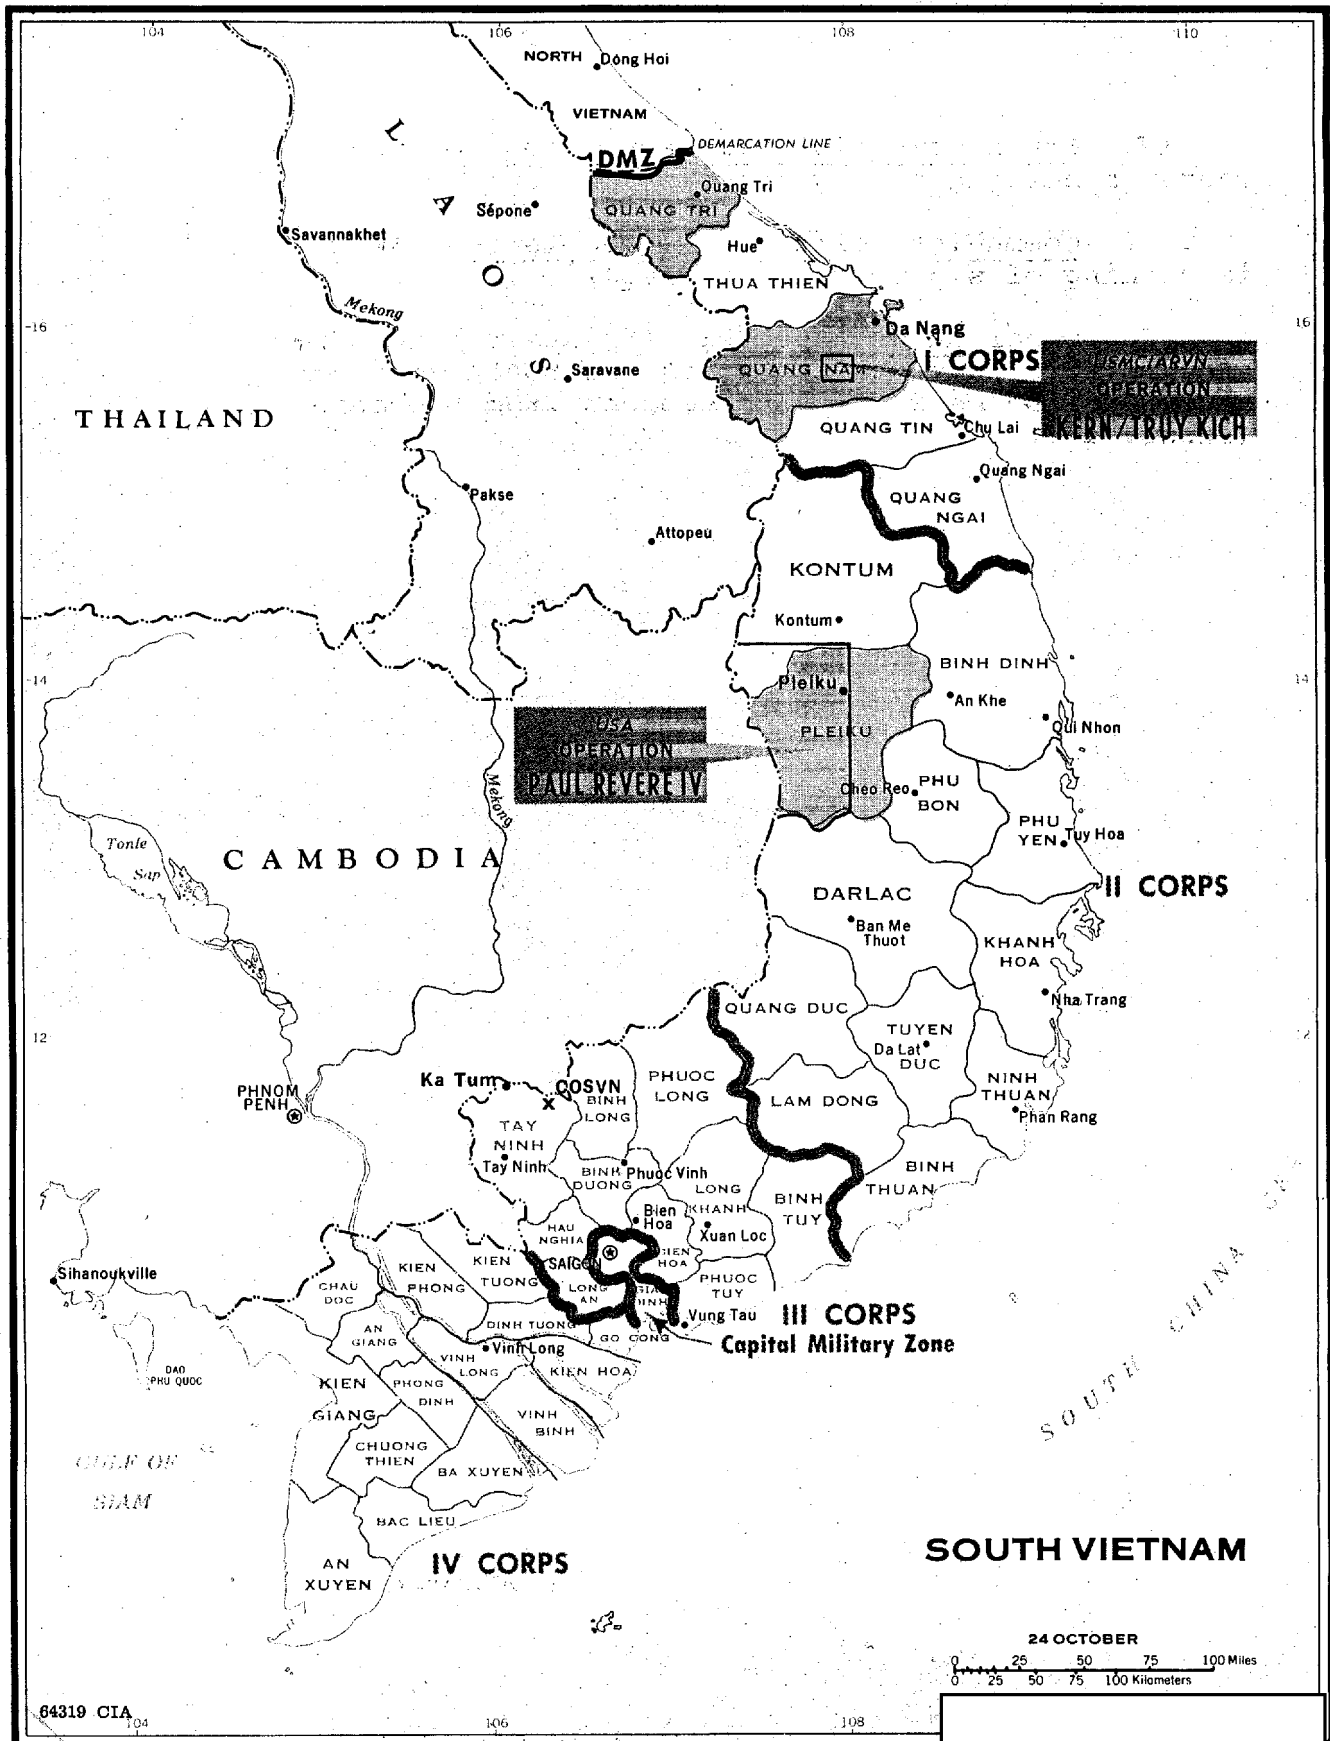 104
106
108
110
NORTH
Dong Hoi
VIETNAM
DEMARCATION LINE
DMZ
L A O S
Quang Tri
QUANG TRI
Sépone
Savannakhet
Hue
THUA THIEN
Mekong
16
16
Da Nang
I CORPS
USMC/ARVN
OPERATION
KERN/TRUY KICH
QUANG NAM
Saravane
THAILAND
QUANG TIN
Chu Lai
Quang Ngai
QUANG
NGAI
Pakse
Attopeu
KONTUM
Kontum
BINH DINH
14
14
Pleiku
An Khe
Qui Nhon
USA
OPERATION
PAUL REVERE IV
PLEIKU
Cheo Reo
PHU
BON
PHU
YEN
Tuy Hoa
Mekong
Tonle
Sap
CAMBODIA
II CORPS
DARLAC
Ban Me
Thuot
KHANH
HOA
Nha Trang
QUANG DUC
12
TUYEN
DUC
Da Lat
PHNOM
PENH
Ka Tum
COSVN
X
BINH
LONG
PHUOC
LONG
LAM DONG
NINH
THUAN
Phan Rang
TAY
NINH
Tay Ninh
BINH
DUONG
Phuoc Vinh
LONG
KHANH
BINH
THUAN
BINH
TUY
Bien
Hoa
Xuan Loc
HAU
NGHIA
SAIGON
BIEN
HOA
Sihanoukville
CHAU
DOC
KIEN
PHONG
KIEN
TUONG
LONG
AN
GIA
DINH
PHUOC
TUY
Vung Tau
III CORPS
Capital Military Zone
AN
GIANG
DINH TUONG
GO CONG
Vinh Long
VINH
LONG
KIEN HOA
DAO
PHU QUOC
KIEN
GIANG
PHONG
DINH
VINH
BINH
CHUONG
THIEN
BA XUYEN
GULF OF
SIAM
BAC LIEU
AN
XUYEN
IV CORPS
SOUTH CHINA
SOUTH VIETNAM
24 OCTOBER
0 25 50 75 100 Miles
0 25 50 75 100 Kilometers
64319 CIA
104
106
108